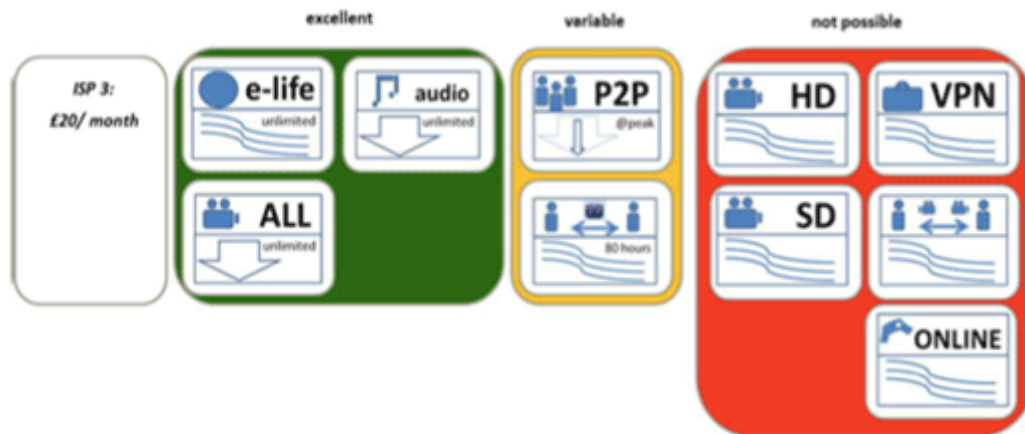 excellent
variable
not possible
ISP 3:
£20/ month
e-life
unlimited
audio
unlimited
ALL
unlimited
P2P
@peak
80 hours
HD
VPN
SD
ONLINE